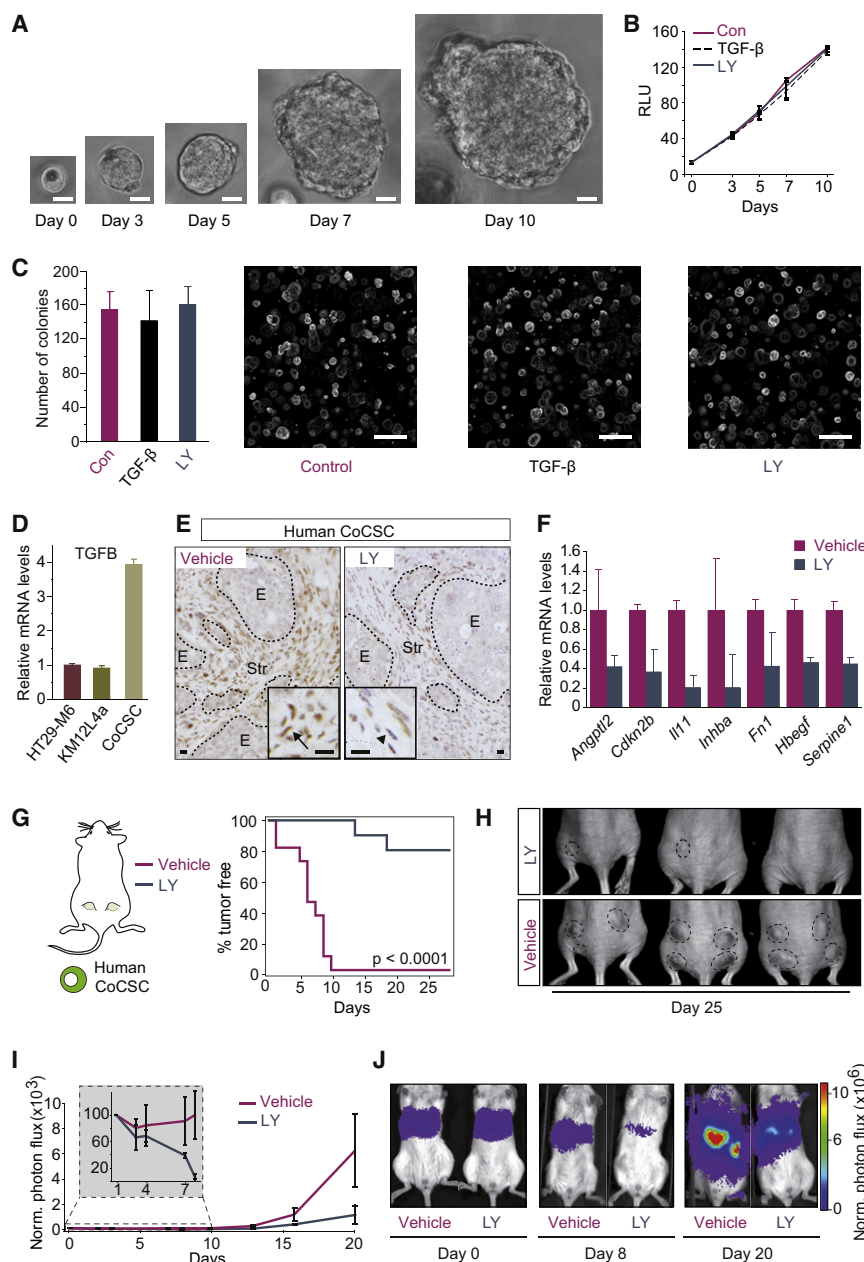 A
Day 0
Day 3
Day 5
Day 7
Day 10
B
RLU
160
120
80
40
0
Con
TGF-β
LY
0 3 5 7 10
Days
C
Number of colonies
200
160
120
80
40
0
Con
TGF-β
LY
Control
TGF-β
LY
D
Relative mRNA levels
TGFB
4
3
2
1
0
HT29-M6
KM12L4a
CoCSC
E
Human CoCSC
Vehicle
LY
E
E
Str
E
E
E
Str
F
Relative mRNA levels
1.6
1.4
1.2
1.0
0.8
0.6
0.4
0.2
0
Vehicle
LY
Angptl2
Cdkn2b
Il11
Inhba
Fn1
Hbegf
Serpine1
G
Vehicle
LY
Human
CoCSC
% tumor free
100
80
60
40
20
0
p < 0.0001
0 5 10 15 20 25
Days
H
LY
Vehicle
Day 25
I
Norm. photon flux (x10³)
10
8
6
4
2
0
100
60
20
1 4 7
Vehicle
LY
0 5 10 15 20
Days
J
Vehicle LY
Day 0
Vehicle LY
Day 8
Vehicle LY
Day 20
10
6
2
0
Norm. photon flux (x10⁶)